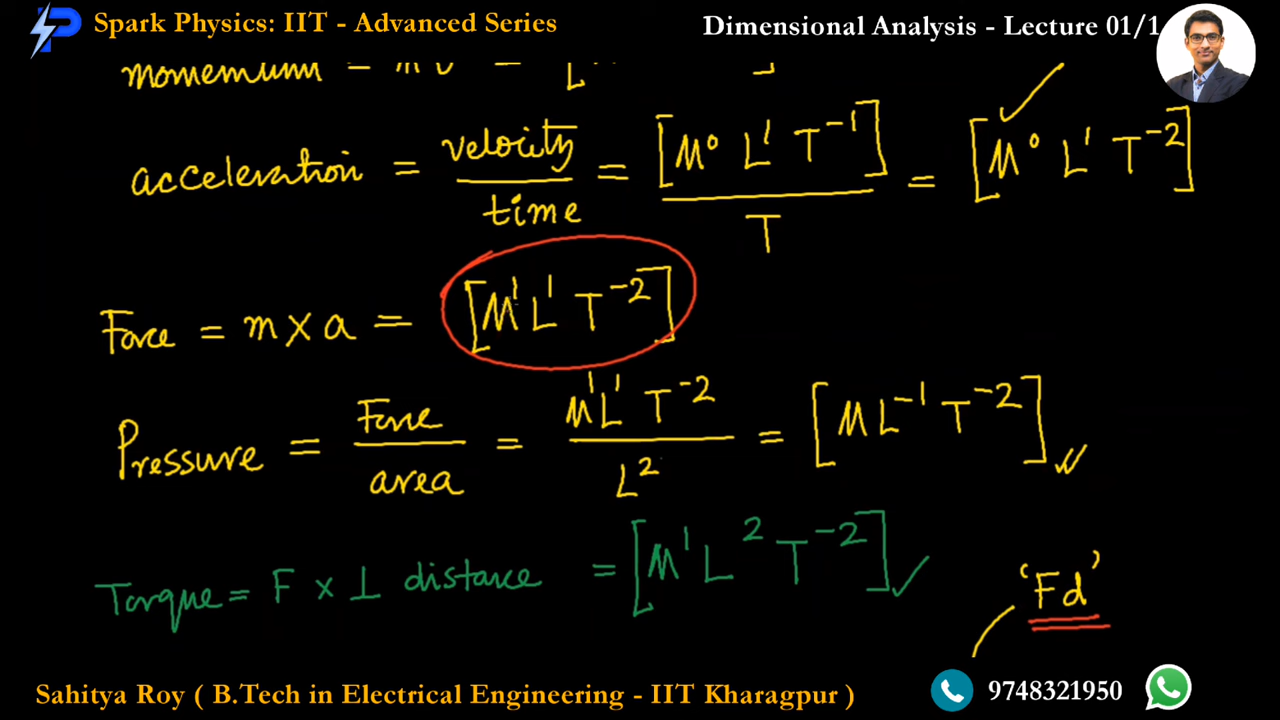 Spark Physics: IIT - Advanced Series
Dimensional Analysis - Lecture 01/1
momemum = mv =
acceleration = velocity / time = [M⁰ L¹ T⁻¹] / T = [M⁰ L¹ T⁻²]
Force = m × a = [M¹ L¹ T⁻²]
Pressure = Force / area = M¹L¹ T⁻² / L² = [M L⁻¹ T⁻²]
Torque = F × ⊥ distance = [M¹ L² T⁻²]
'Fd'
Sahitya Roy ( B.Tech in Electrical Engineering - IIT Kharagpur )
9748321950